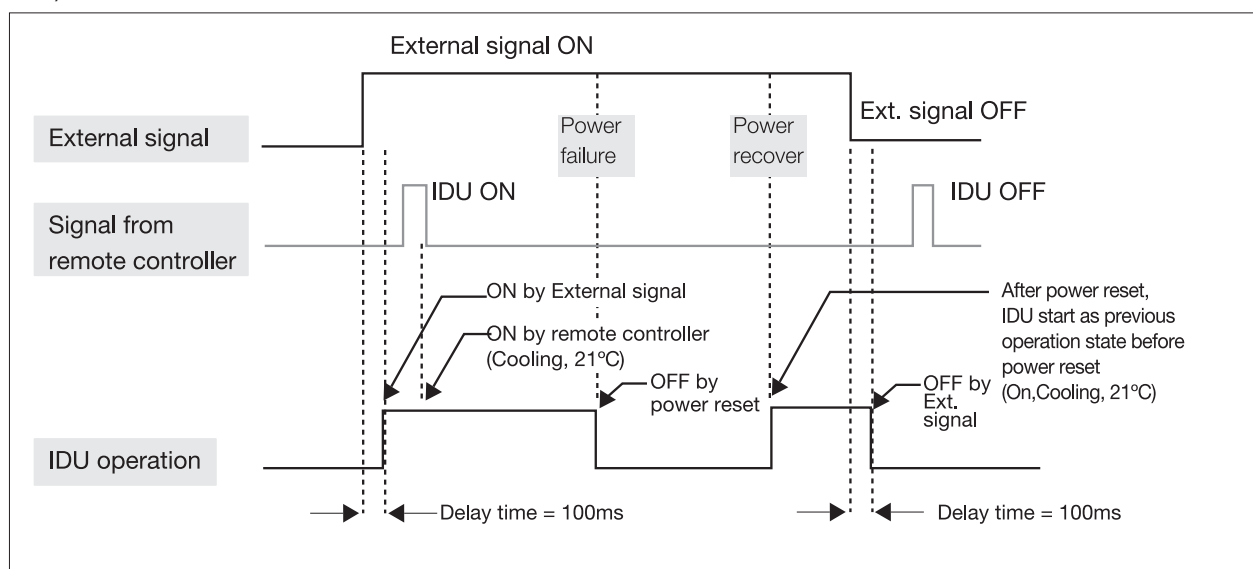 External signal ON
External signal
Power
failure
Power
recover
Ext. signal OFF
IDU ON
IDU OFF
Signal from
remote controller
ON by External signal
ON by remote controller
(Cooling, 21ºC)
OFF by
power reset
After power reset,
IDU start as previous
operation state before
power reset
(On,Cooling, 21ºC)
OFF by
Ext.
signal
IDU operation
Delay time = 100ms
Delay time = 100ms